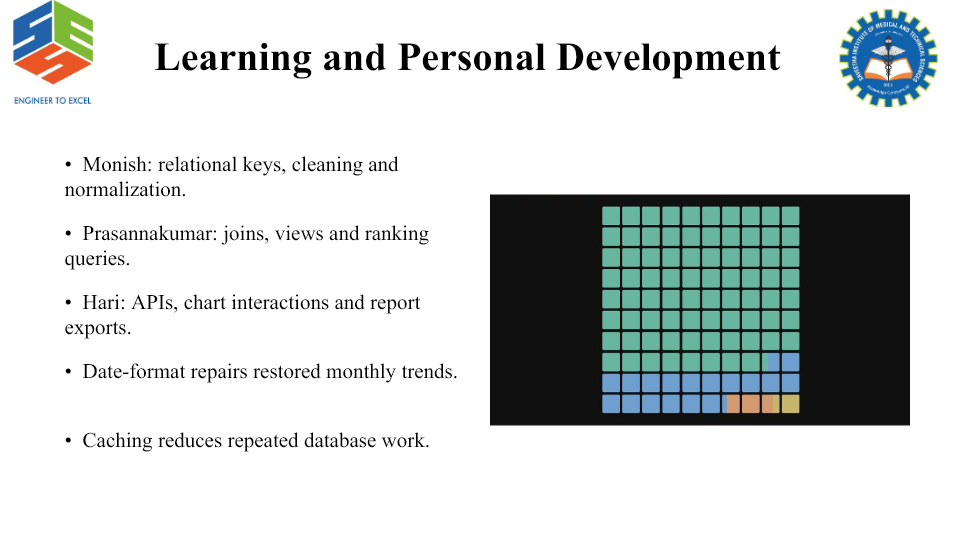 Learning and Personal Development
ENGINEER TO EXCEL
• Monish: relational keys, cleaning and
normalization.
• Prasannakumar: joins, views and ranking
queries.
• Hari: APIs, chart interactions and report
exports.
• Date-format repairs restored monthly trends.
• Caching reduces repeated database work.